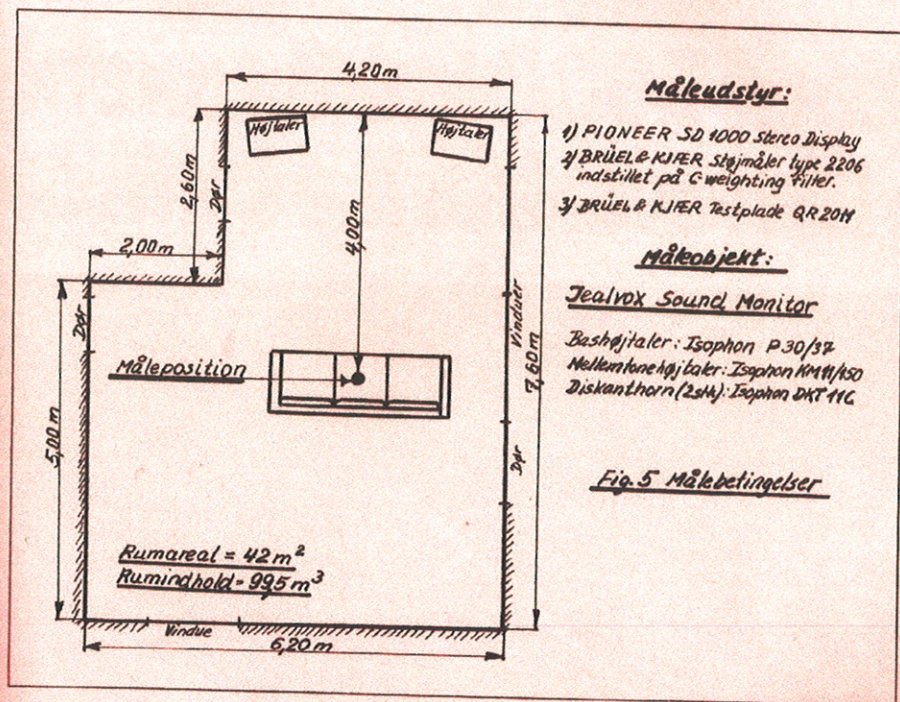 4,20m
Højtaler
Højtaler
2,60m
Dør
4,00m
2,00m
Dør
Vinduer
7,60m
Måleposition
5,00m
Dør
Rumareal = 42 m²
Rumindhold = 99,5 m³
Vindue
6,20m
Måleudstyr:
1) PIONEER SD 1000 Stereo Display
2) BRÜEL & KJÆR Støjmåler type 2206
indstillet på C weighting filter.
3) BRÜEL & KJÆR Testplade QR 20M
Måleobjekt:
Jealvox Sound Monitor
Bashøjtaler: Isophon P 30/37
Mellemtonehøjtaler: Isophon KM 11/150
Diskanthorn (2stk): Isophon DKT 11C
Fig. 5 Målebetingelser